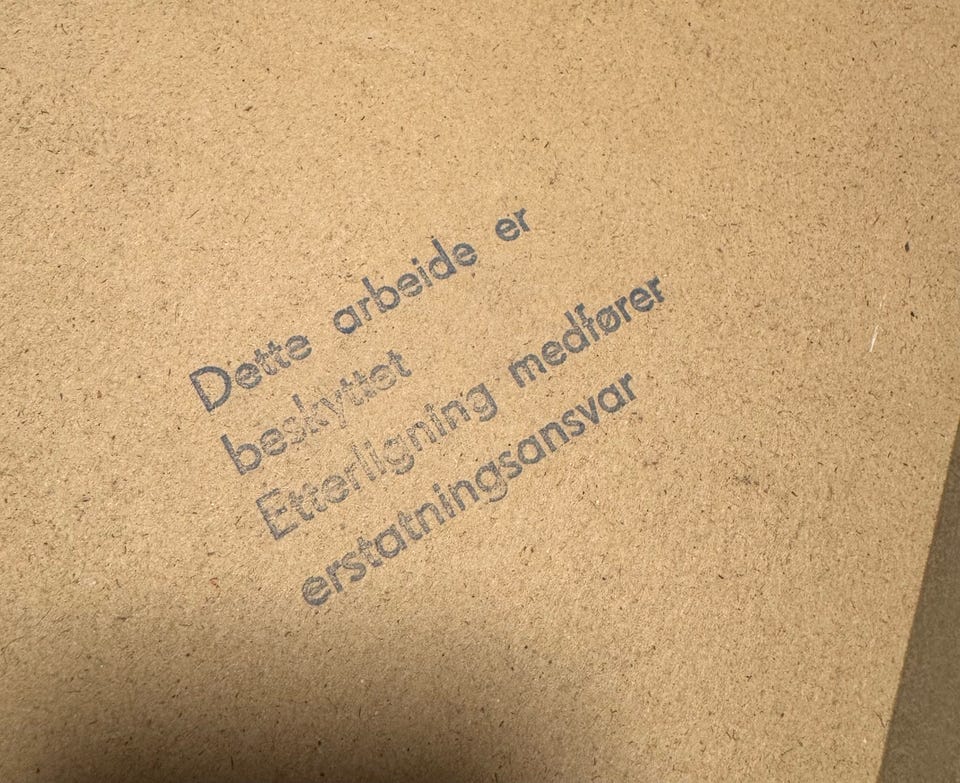 Dette arbeide er
beskyttet
Etterligning medfører
erstatningsansvar